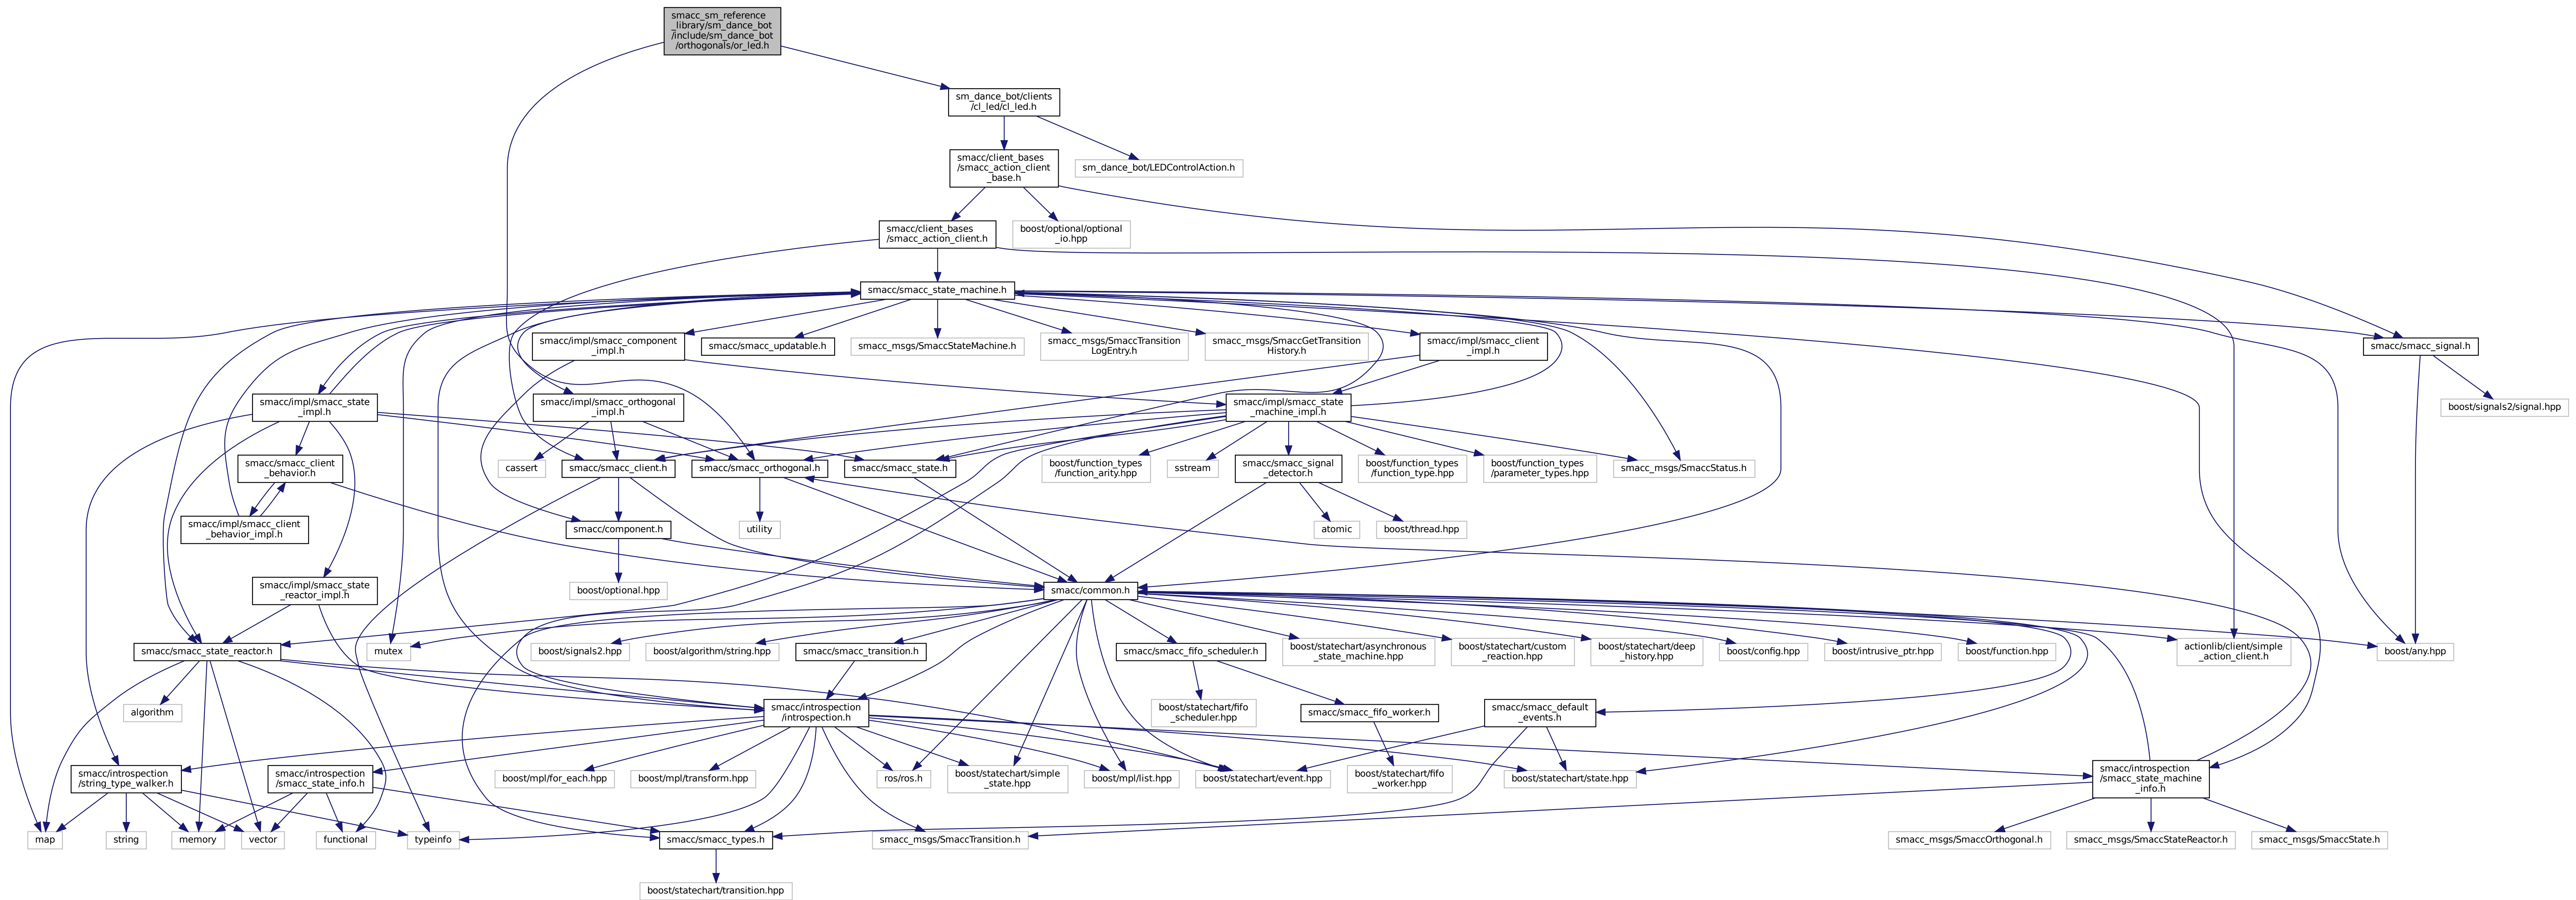 smacc_sm_reference
_library/sm_dance_bot
/include/sm_dance_bot
/orthogonals/or_led.h
sm_dance_bot/clients
/cl_led/cl_led.h
smacc/client_bases
/smacc_action_client
_base.h
sm_dance_bot/LEDControlAction.h
smacc/client_bases
/smacc_action_client.h
boost/optional/optional
_io.hpp
smacc/smacc_state_machine.h
smacc/impl/smacc_component
_impl.h
smacc/smacc_updatable.h
smacc_msgs/SmaccStateMachine.h
smacc_msgs/SmaccTransition
LogEntry.h
smacc_msgs/SmaccGetTransition
History.h
smacc/impl/smacc_client
_impl.h
smacc/smacc_signal.h
smacc/impl/smacc_state
_impl.h
smacc/impl/smacc_orthogonal
_impl.h
smacc/impl/smacc_state
_machine_impl.h
boost/signals2/signal.hpp
smacc/smacc_client
_behavior.h
cassert
smacc/smacc_client.h
smacc/smacc_orthogonal.h
smacc/smacc_state.h
boost/function_types
/function_arity.hpp
sstream
smacc/smacc_signal
_detector.h
boost/function_types
/function_type.hpp
boost/function_types
/parameter_types.hpp
smacc_msgs/SmaccStatus.h
smacc/impl/smacc_client
_behavior_impl.h
smacc/component.h
utility
atomic
boost/thread.hpp
smacc/impl/smacc_state
_reactor_impl.h
boost/optional.hpp
smacc/common.h
smacc/smacc_state_reactor.h
mutex
boost/signals2.hpp
boost/algorithm/string.hpp
smacc/smacc_transition.h
smacc/smacc_fifo_scheduler.h
boost/statechart/asynchronous
_state_machine.hpp
boost/statechart/custom
_reaction.hpp
boost/statechart/deep
_history.hpp
boost/config.hpp
boost/intrusive_ptr.hpp
boost/function.hpp
actionlib/client/simple
_action_client.h
boost/any.hpp
algorithm
smacc/introspection
/introspection.h
boost/statechart/fifo
_scheduler.hpp
smacc/smacc_fifo_worker.h
smacc/smacc_default
_events.h
smacc/introspection
/string_type_walker.h
smacc/introspection
/smacc_state_info.h
boost/mpl/for_each.hpp
boost/mpl/transform.hpp
ros/ros.h
boost/statechart/simple
_state.hpp
boost/mpl/list.hpp
boost/statechart/event.hpp
boost/statechart/fifo
_worker.hpp
boost/statechart/state.hpp
smacc/introspection
/smacc_state_machine
_info.h
map
string
memory
vector
functional
typeinfo
smacc/smacc_types.h
smacc_msgs/SmaccTransition.h
smacc_msgs/SmaccOrthogonal.h
smacc_msgs/SmaccStateReactor.h
smacc_msgs/SmaccState.h
boost/statechart/transition.hpp